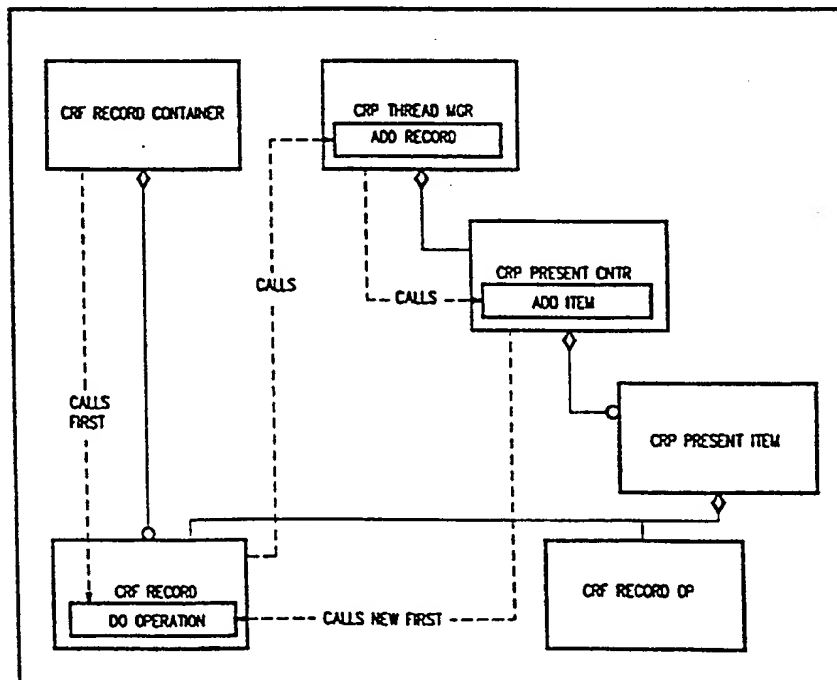 CRF RECORD CONTAINER
CRP THREAD MGR
ADD RECORD
CRP PRESENT CNTR
ADD ITEM
CALLS
CALLS
CALLS
FIRST
CRP PRESENT ITEM
CRF RECORD
DO OPERATION
CALLS NEW FIRST
CRF RECORD OP